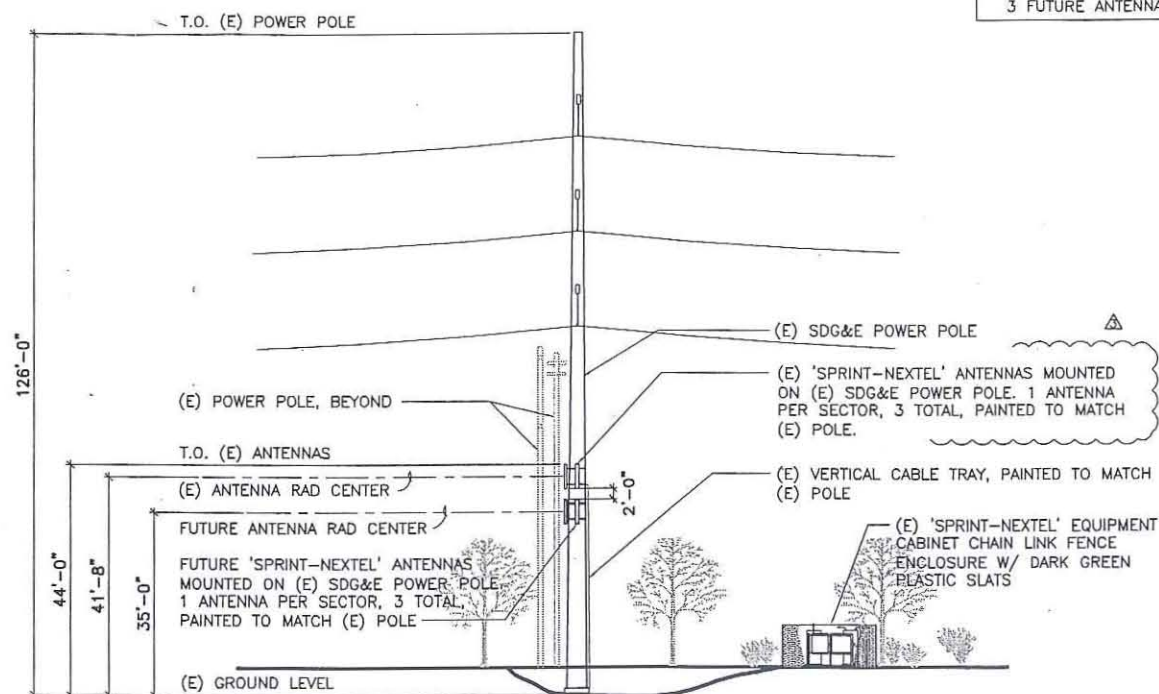 3 FUTURE ANTENNA
T.O. (E) POWER POLE
126'-0"
(E) SDG&E POWER POLE
3
(E) 'SPRINT-NEXTEL' ANTENNAS MOUNTED
ON (E) SDG&E POWER POLE. 1 ANTENNA
PER SECTOR, 3 TOTAL, PAINTED TO MATCH
(E) POLE.
(E) POWER POLE, BEYOND
T.O. (E) ANTENNAS
(E) ANTENNA RAD CENTER
2'-0"
(E) VERTICAL CABLE TRAY, PAINTED TO MATCH
(E) POLE
FUTURE ANTENNA RAD CENTER
44'-0"
41'-8"
35'-0"
FUTURE 'SPRINT-NEXTEL' ANTENNAS
MOUNTED ON (E) SDG&E POWER POLE
1 ANTENNA PER SECTOR, 3 TOTAL,
PAINTED TO MATCH (E) POLE
(E) 'SPRINT-NEXTEL' EQUIPMENT
CABINET CHAIN LINK FENCE
ENCLOSURE W/ DARK GREEN
PLASTIC SLATS
(E) GROUND LEVEL